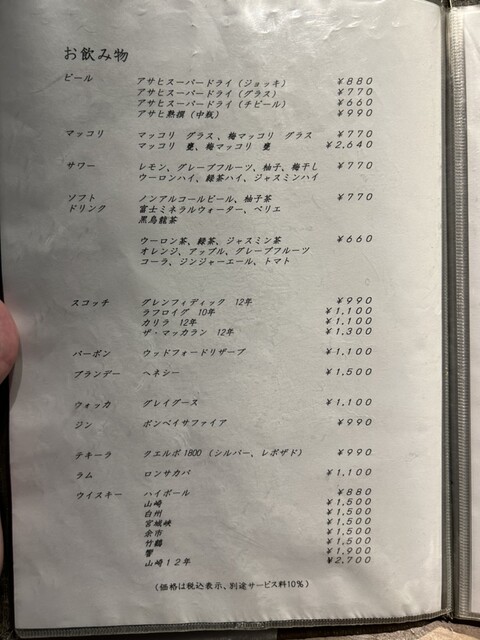 お飲み物
ビール アサヒスーパードライ(ジョッキ) ¥880
アサヒスーパードライ(グラス) ¥770
アサヒスーパードライ(チビール) ¥660
アサヒ熟撰(中瓶) ¥990
マッコリ マッコリ グラス、梅マッコリ グラス ¥770
マッコリ 甕、梅マッコリ 甕 ¥2,640
サワー レモン、グレープフルーツ、柚子、梅干し ¥770
ウーロンハイ、緑茶ハイ、ジャスミンハイ
ソフト ノンアルコールビール、柚子茶 ¥770
ドリンク 富士ミネラルウォーター、ペリエ
黒烏龍茶
ウーロン茶、緑茶、ジャスミン茶 ¥660
オレンジ、アップル、グレープフルーツ
コーラ、ジンジャーエール、トマト
スコッチ グレンフィディック 12年 ¥990
ラフロイグ 10年 ¥1,100
カリラ 12年 ¥1,100
ザ・マッカラン 12年 ¥1,300
バーボン ウッドフォードリザーブ ¥1,100
ブランデー ヘネシー ¥1,500
ウォッカ グレイグース ¥1,100
ジン ボンベイサファイア ¥990
テキーラ クエルボ1800(シルバー、レポザド) ¥990
ラム ロンサカパ ¥1,100
ウイスキー ハイボール ¥880
山崎 ¥1,500
白州 ¥1,500
宮城峡 ¥1,500
余市 ¥1,500
竹鶴 ¥1,500
響 ¥1,900
山崎12年 ¥2,700
(価格は税込表示、別途サービス料10%)